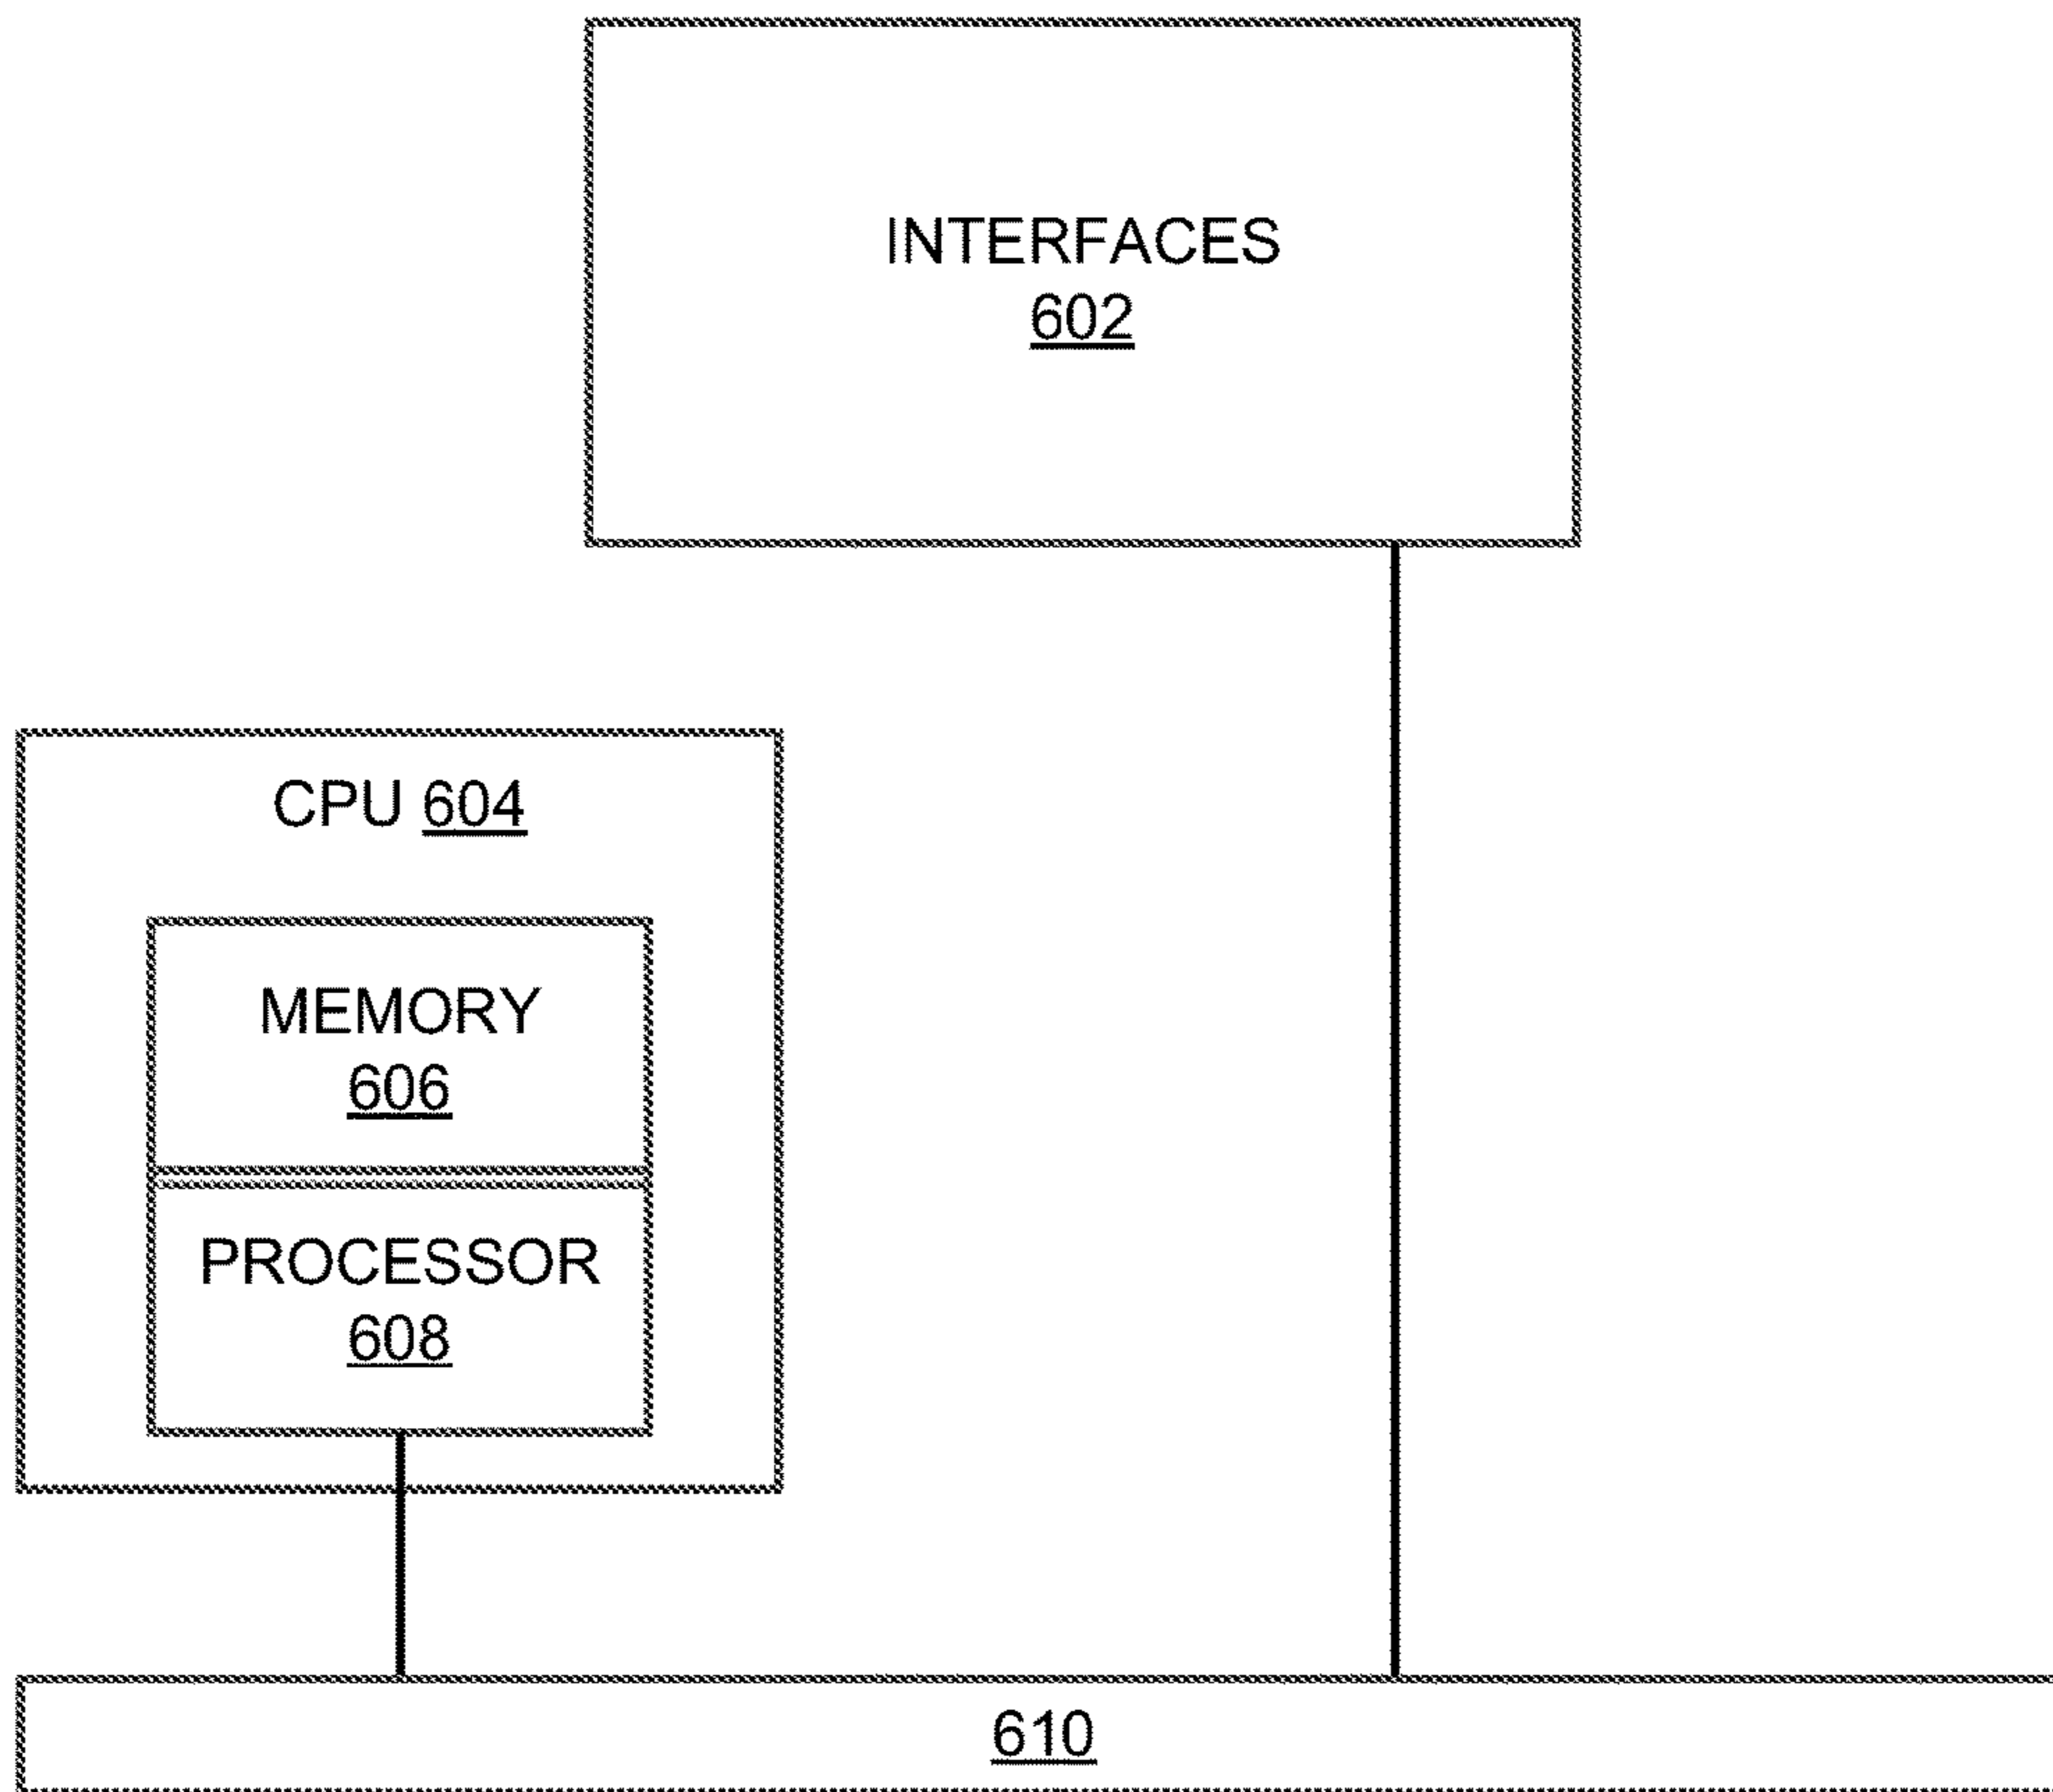 INTERFACES
602
CPU 604
MEMORY
606
PROCESSOR
608
610